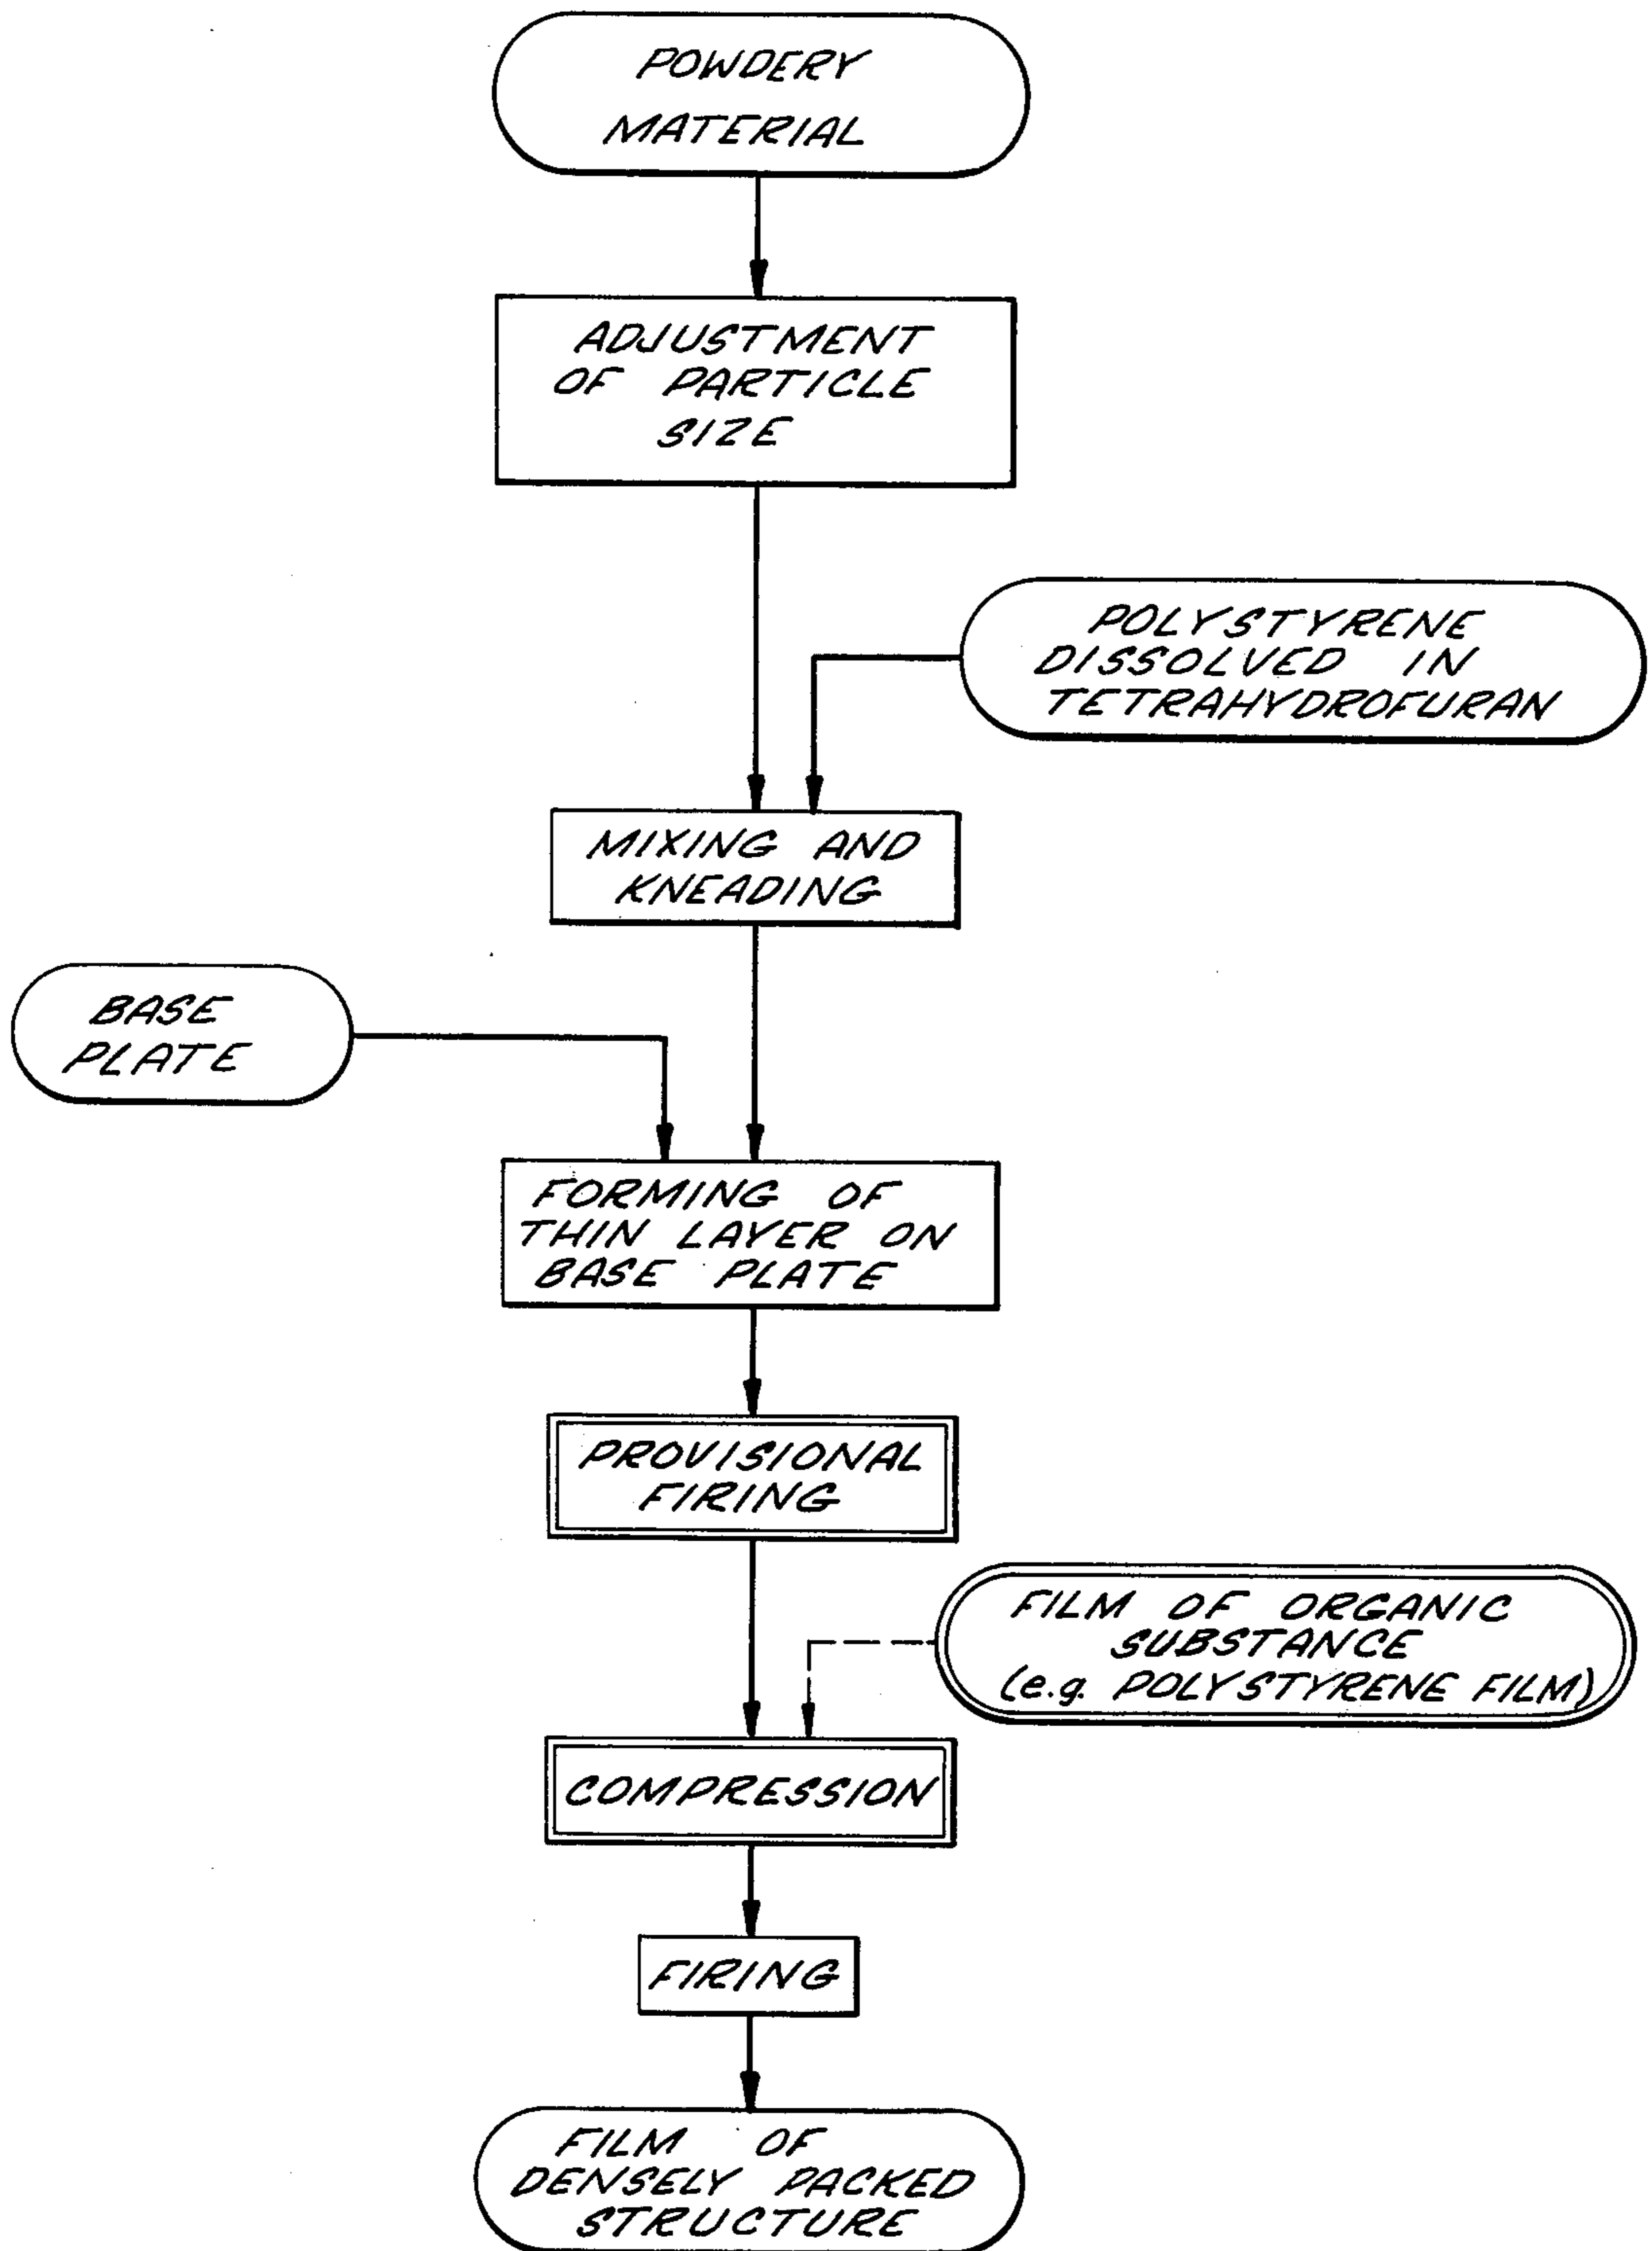 POWDERY
MATERIAL
ADJUSTMENT
OF PARTICLE
SIZE
POLYSTYRENE
DISSOLVED IN
TETRAHYDROFURAN
MIXING AND
KNEADING
BASE
PLATE
FORMING OF
THIN LAYER ON
BASE PLATE
PROVISIONAL
FIRING
FILM OF ORGANIC
SUBSTANCE
(e.g. POLYSTYRENE FILM)
COMPRESSION
FIRING
FILM OF
DENSELY PACKED
STRUCTURE